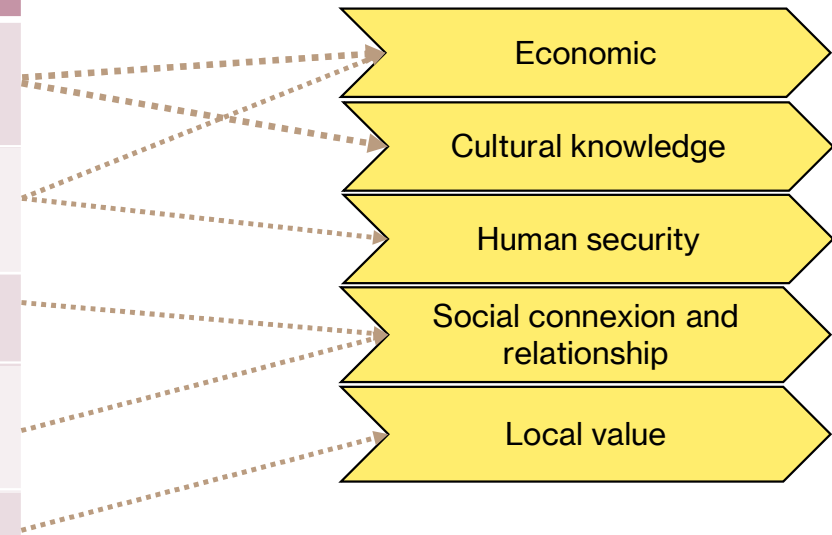 Economic
Cultural knowledge
Human security
Social connexion and
relationship
Local value